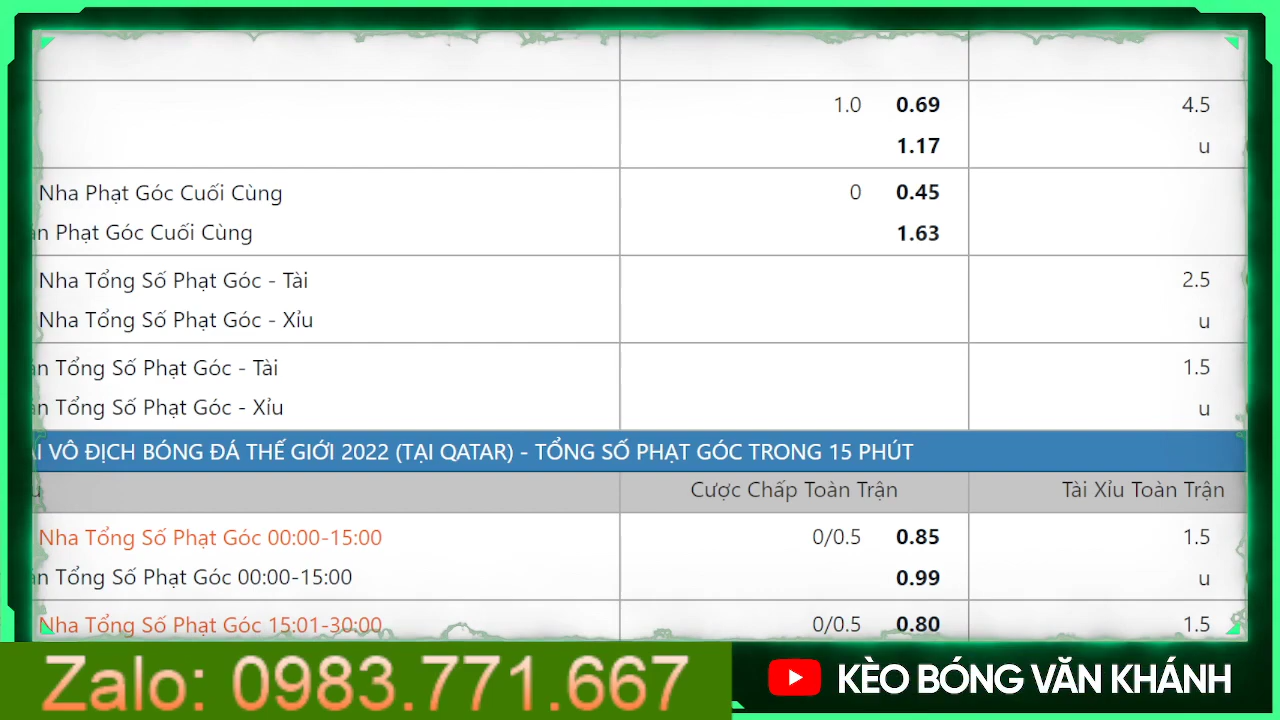 1.0 0.69 4.5
1.17 u
Nha Phạt Góc Cuối Cùng 0 0.45
Phạt Góc Cuối Cùng 1.63
Nha Tổng Số Phạt Góc - Tài 2.5
Nha Tổng Số Phạt Góc - Xỉu u
Tổng Số Phạt Góc - Tài 1.5
Tổng Số Phạt Góc - Xỉu u
VÔ ĐỊCH BÓNG ĐÁ THẾ GIỚI 2022 (TẠI QATAR) - TỔNG SỐ PHẠT GÓC TRONG 15 PHÚT
Cược Chấp Toàn Trận Tài Xỉu Toàn Trận
Nha Tổng Số Phạt Góc 00:00-15:00 0/0.5 0.85 1.5
Tổng Số Phạt Góc 00:00-15:00 0.99 u
Nha Tổng Số Phạt Góc 15:01-30:00 0/0.5 0.80 1.5
Zalo: 0983.771.667
KÈO BÓNG VĂN KHÁNH